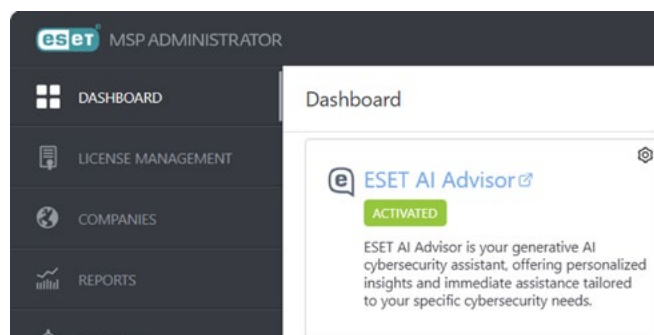 eset MSP ADMINISTRATOR
DASHBOARD
LICENSE MANAGEMENT
COMPANIES
REPORTS
Dashboard
ESET AI Advisor
ACTIVATED
ESET AI Advisor is your generative AI
cybersecurity assistant, offering personalized
insights and immediate assistance tailored
to your specific cybersecurity needs.